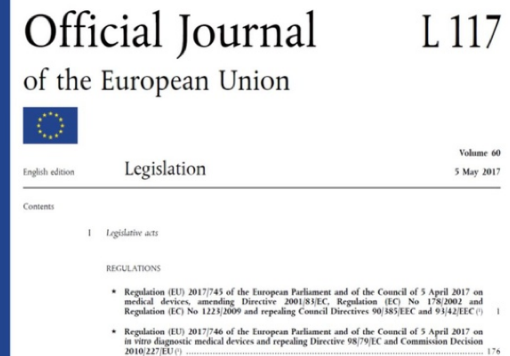 Official Journal L 117
of the European Union
Volume 60
English edition Legislation 5 May 2017
Contents
I Legislative acts
REGULATIONS
* Regulation (EU) 2017/745 of the European Parliament and of the Council of 5 April 2017 on
medical devices, amending Directive 2001/83/EC, Regulation (EC) No 178/2002 and
Regulation (EC) No 1223/2009 and repealing Council Directives 90/385/EEC and 93/42/EEC (¹) 1
* Regulation (EU) 2017/746 of the European Parliament and of the Council of 5 April 2017 on
in vitro diagnostic medical devices and repealing Directive 98/79/EC and Commission Decision
2010/227/EU (¹) ........................................................................ 176